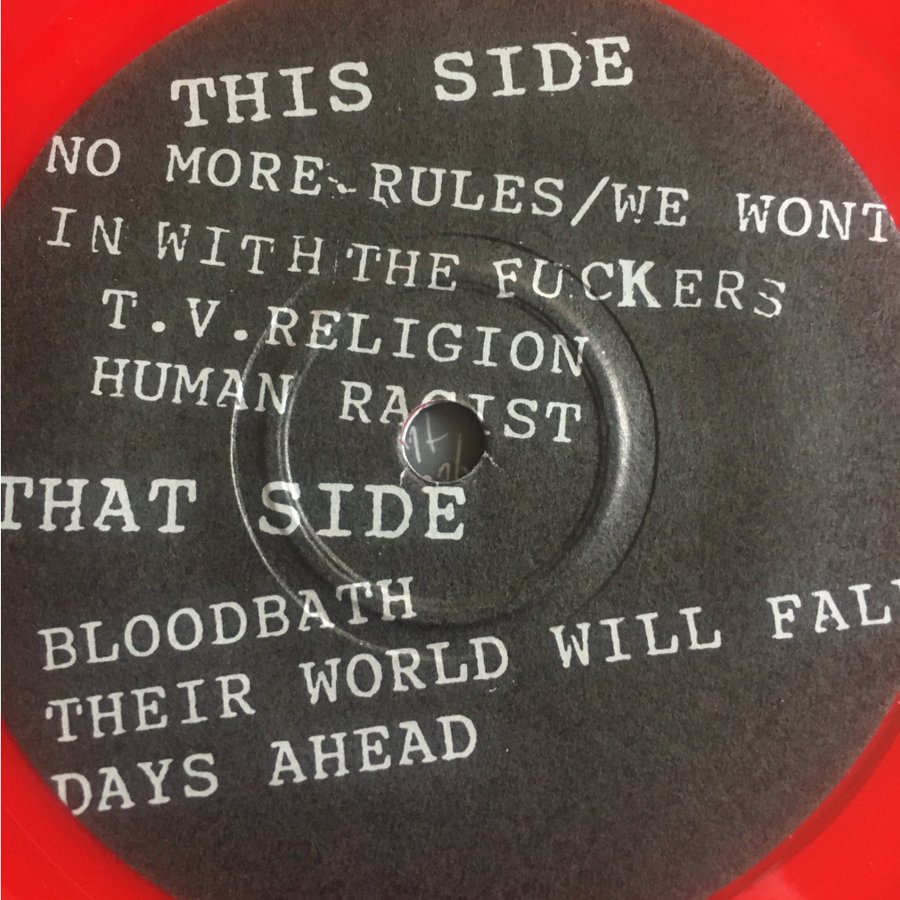 THIS SIDE
NO MORE RULES/WE WONT
IN WITH THE FUCKERS
T.V.RELIGION
HUMAN RACIST
THAT SIDE
BLOODBATH
THEIR WORLD WILL FALL
DAYS AHEAD